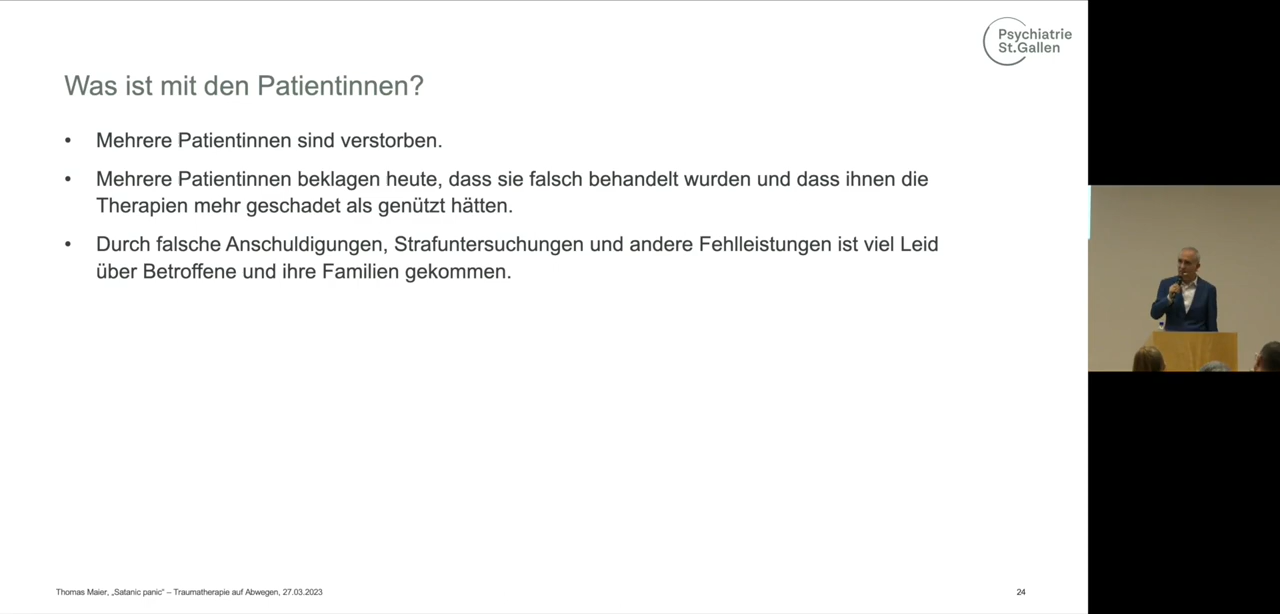 Psychiatrie
St.Gallen
Was ist mit den Patientinnen?
• Mehrere Patientinnen sind verstorben.
• Mehrere Patientinnen beklagen heute, dass sie falsch behandelt wurden und dass ihnen die
Therapien mehr geschadet als genützt hätten.
• Durch falsche Anschuldigungen, Strafuntersuchungen und andere Fehlleistungen ist viel Leid
über Betroffene und ihre Familien gekommen.
Thomas Maier, „Satanic panic“ – Traumatherapie auf Abwegen, 27.03.2023
24